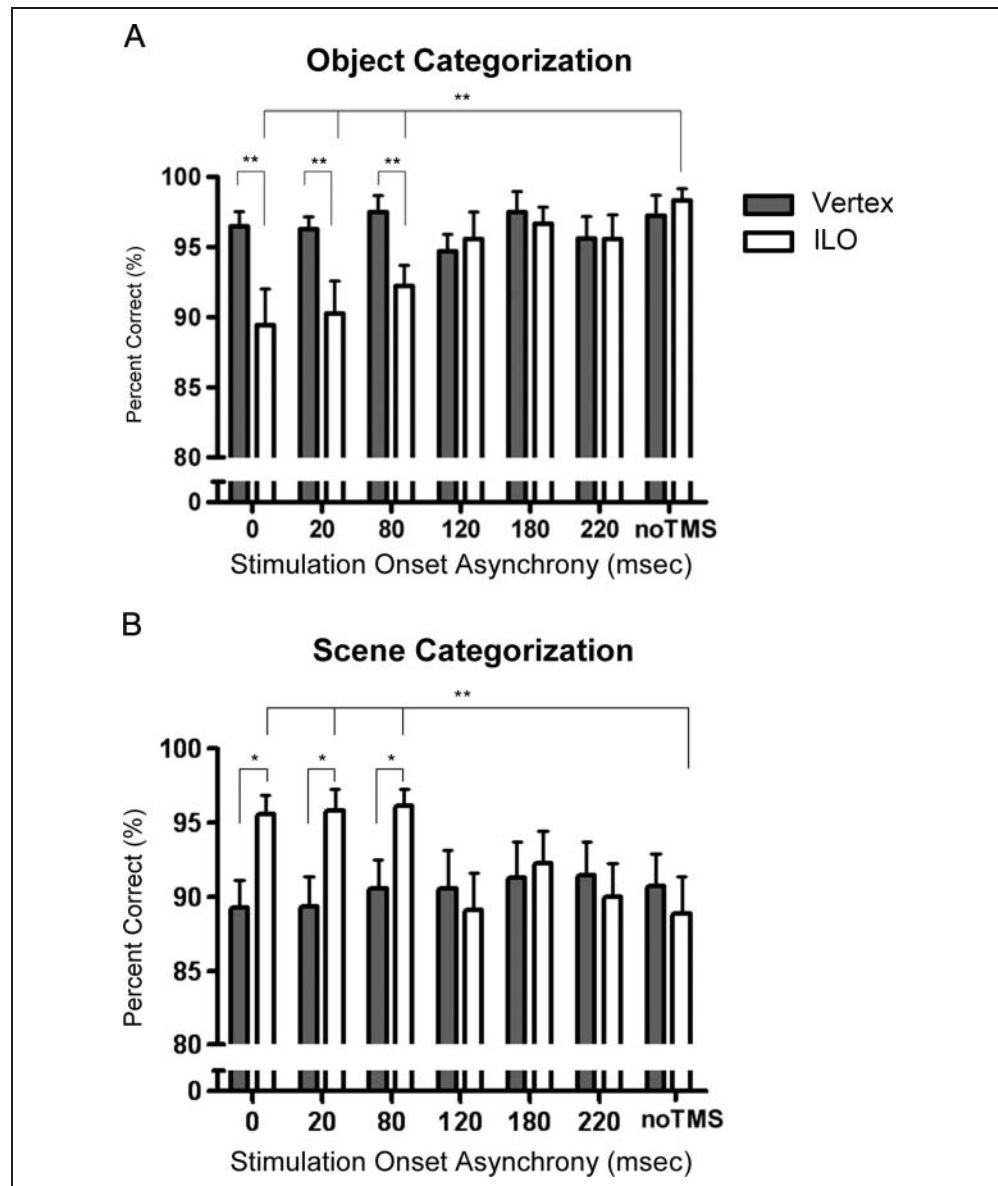 A
Object Categorization
**
** ** **
100
95
90
85
80
0
Percent Correct (%)
0 20 80 120 180 220 noTMS
Stimulation Onset Asynchrony (msec)
Vertex
ILO
B
Scene Categorization
**
* * *
100
95
90
85
80
0
Percent Correct (%)
0 20 80 120 180 220 noTMS
Stimulation Onset Asynchrony (msec)